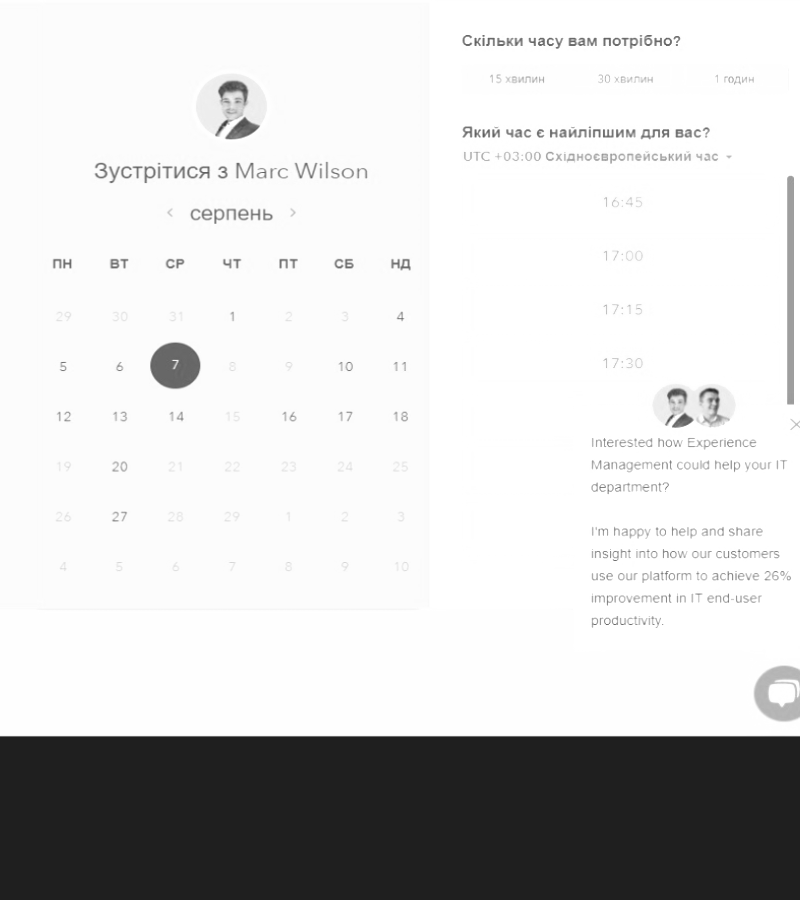 Зустрітися з Marc Wilson
серпень
ПН ВТ СР ЧТ ПТ СБ НД
29 30 31 1 2 3 4
5 6 7 8 9 10 11
12 13 14 15 16 17 18
19 20 21 22 23 24 25
26 27 28 29 1 2 3
4 5 6 7 8 9 10
Скільки часу вам потрібно?
15 хвилин 30 хвилин 1 годин
Який час є найліпшим для вас?
UTC +03:00 Східноєвропейський час
16:45
17:00
17:15
17:30
Interested how Experience
Management could help your IT
department?
I'm happy to help and share
insight into how our customers
use our platform to achieve 26%
improvement in IT end-user
productivity.